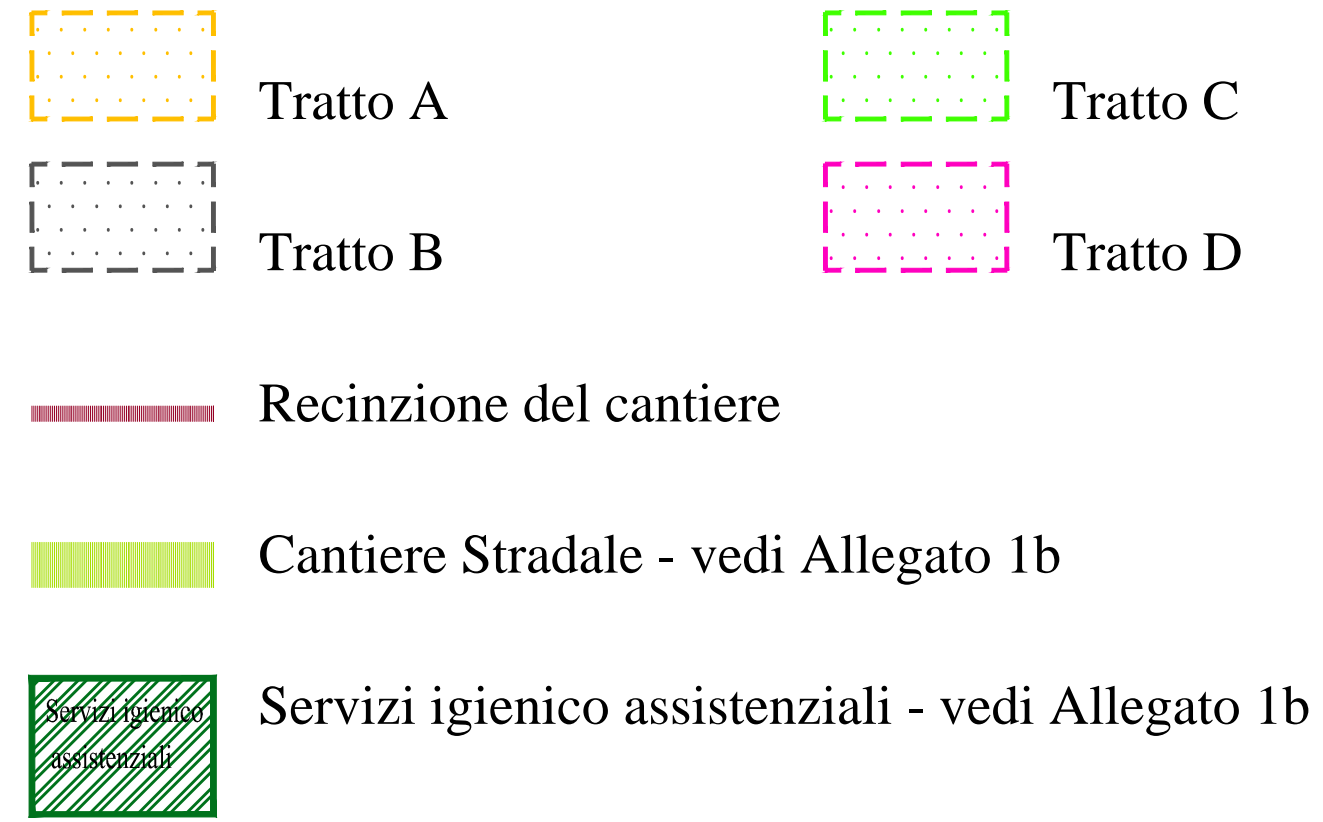 Tratto A
Tratto C
Tratto B
Tratto D
Recinzione del cantiere
Cantiere Stradale - vedi Allegato 1b
Servizi igienico assistenziali - vedi Allegato 1b
Servizi igienico
assistenziali